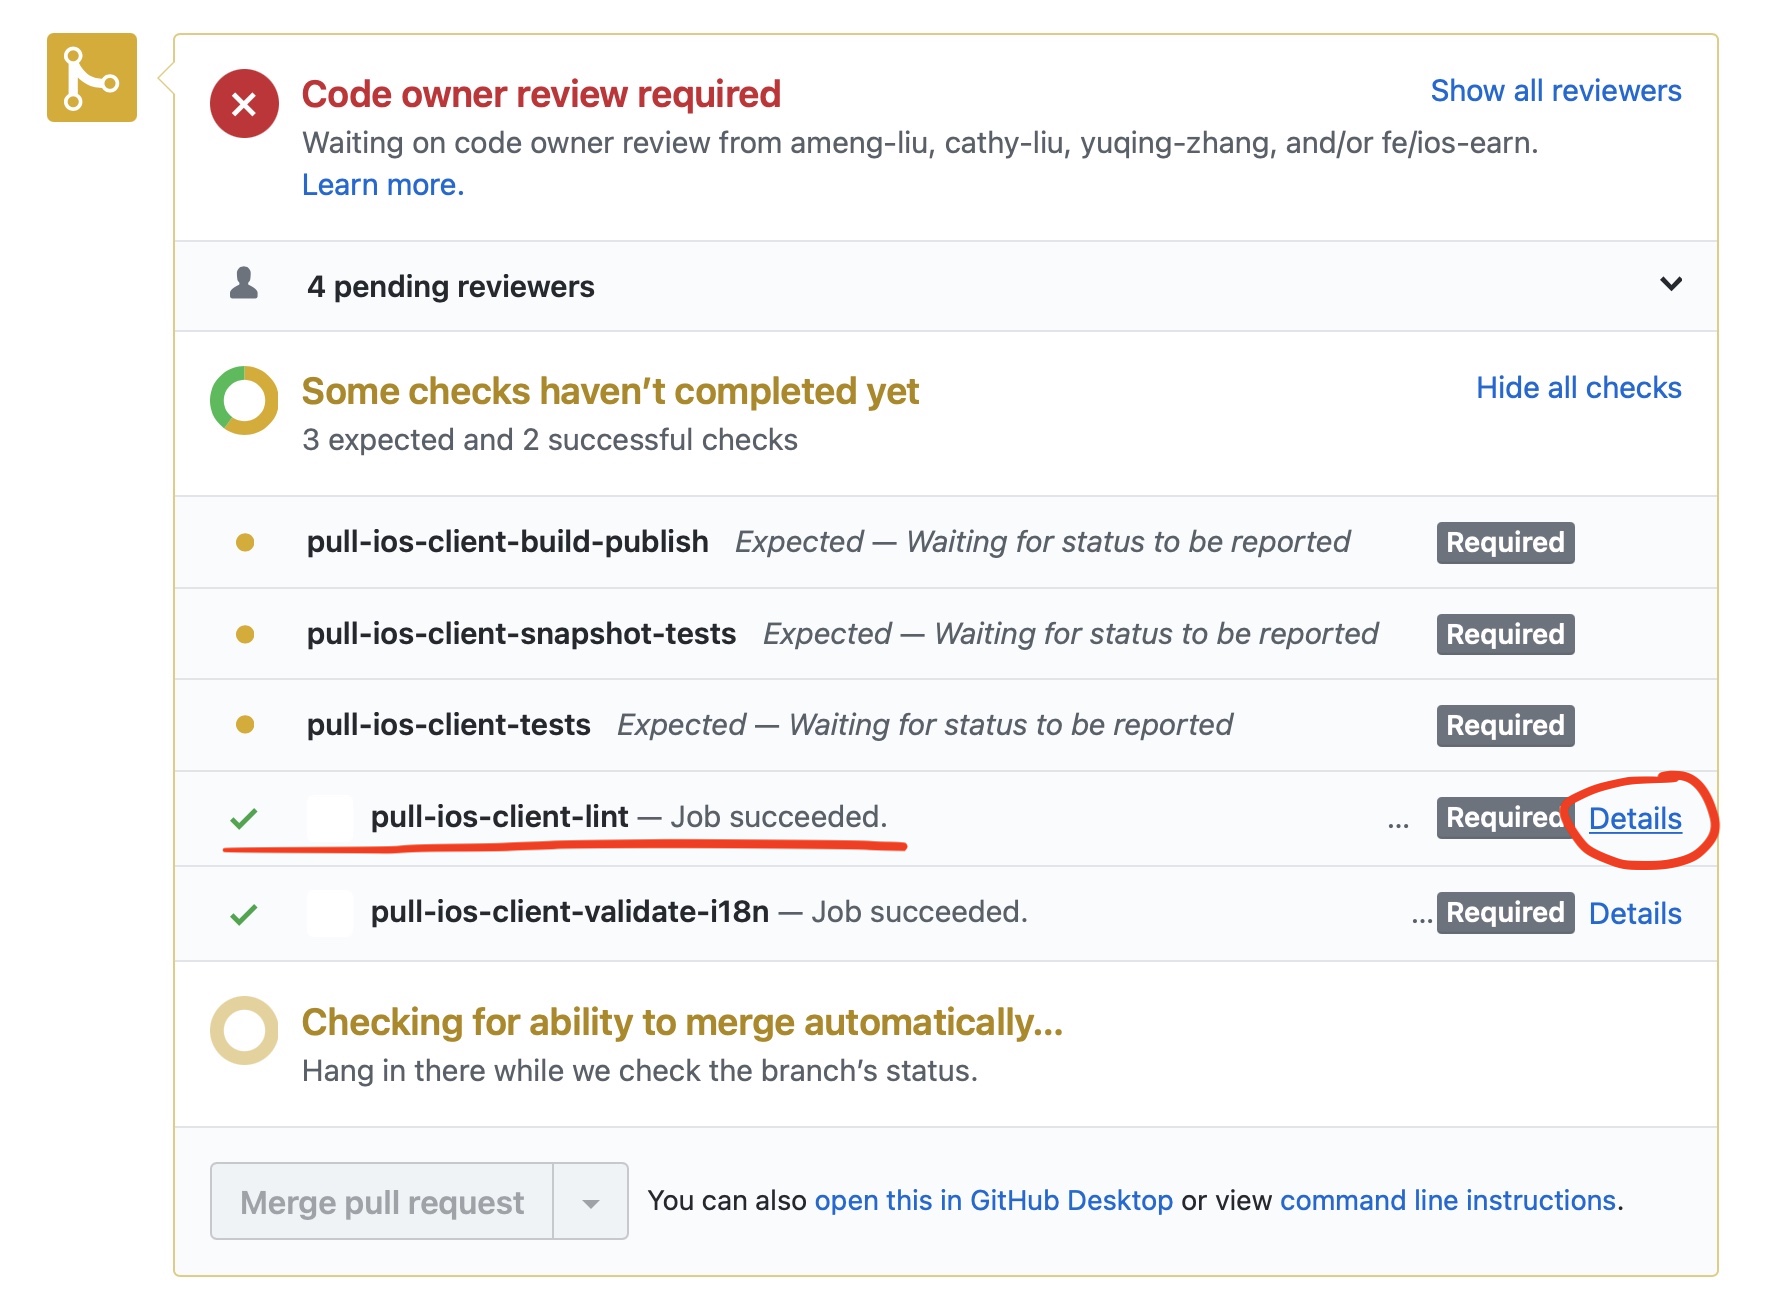 Code owner review required
Show all reviewers
Waiting on code owner review from ameng-liu, cathy-liu, yuqing-zhang, and/or fe/ios-earn.
Learn more.
4 pending reviewers
Some checks haven’t completed yet
Hide all checks
3 expected and 2 successful checks
pull-ios-client-build-publish Expected — Waiting for status to be reported Required
pull-ios-client-snapshot-tests Expected — Waiting for status to be reported Required
pull-ios-client-tests Expected — Waiting for status to be reported Required
pull-ios-client-lint — Job succeeded. ... Required Details
pull-ios-client-validate-i18n — Job succeeded. ... Required Details
Checking for ability to merge automatically...
Hang in there while we check the branch’s status.
Merge pull request
You can also open this in GitHub Desktop or view command line instructions.